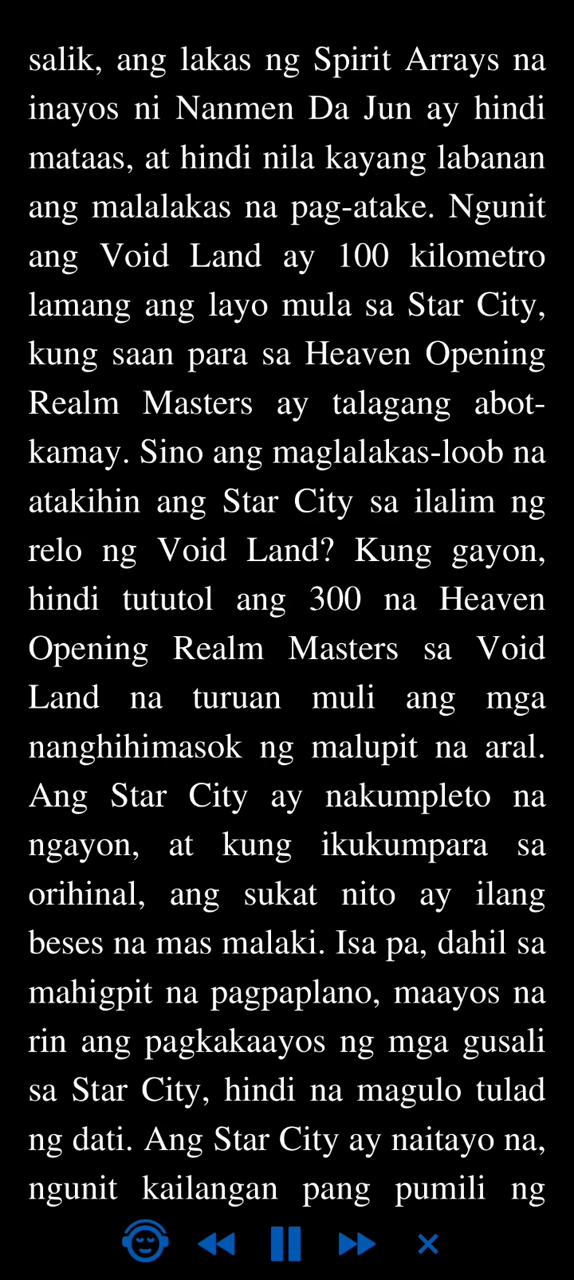 salik, ang lakas ng Spirit Arrays na
inayos ni Nanmen Da Jun ay hindi
mataas, at hindi nila kayang labanan
ang malalakas na pag-atake. Ngunit
ang Void Land ay 100 kilometro
lamang ang layo mula sa Star City,
kung saan para sa Heaven Opening
Realm Masters ay talagang abot-
kamay. Sino ang maglalakas-loob na
atakihin ang Star City sa ilalim ng
relo ng Void Land? Kung gayon,
hindi tututol ang 300 na Heaven
Opening Realm Masters sa Void
Land na turuan muli ang mga
nanghihimasok ng malupit na aral.
Ang Star City ay nakumpleto na
ngayon, at kung ikukumpara sa
orihinal, ang sukat nito ay ilang
beses na mas malaki. Isa pa, dahil sa
mahigpit na pagpaplano, maayos na
rin ang pagkakaayos ng mga gusali
sa Star City, hindi na magulo tulad
ng dati. Ang Star City ay naitayo na,
ngunit kailangan pang pumili ng